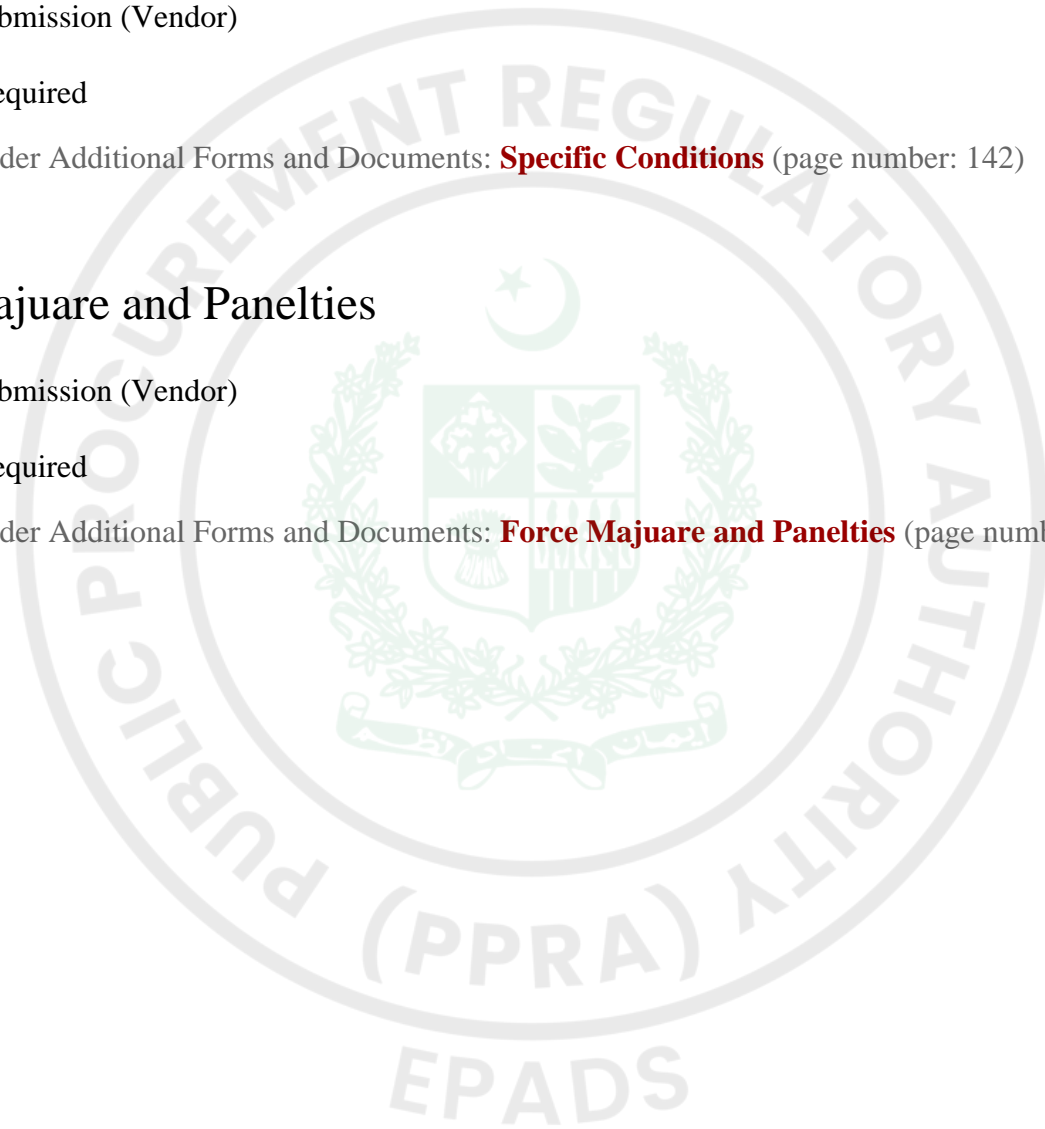 bmission (Vendor)
equired
der Additional Forms and Documents: Specific Conditions (page number: 142)
ajuare and Panelties
bmission (Vendor)
equired
der Additional Forms and Documents: Force Majuare and Panelties (page numb
PUBLIC PROCUREMENT REGULATORY AUTHORITY
(PPRA)
EPADS